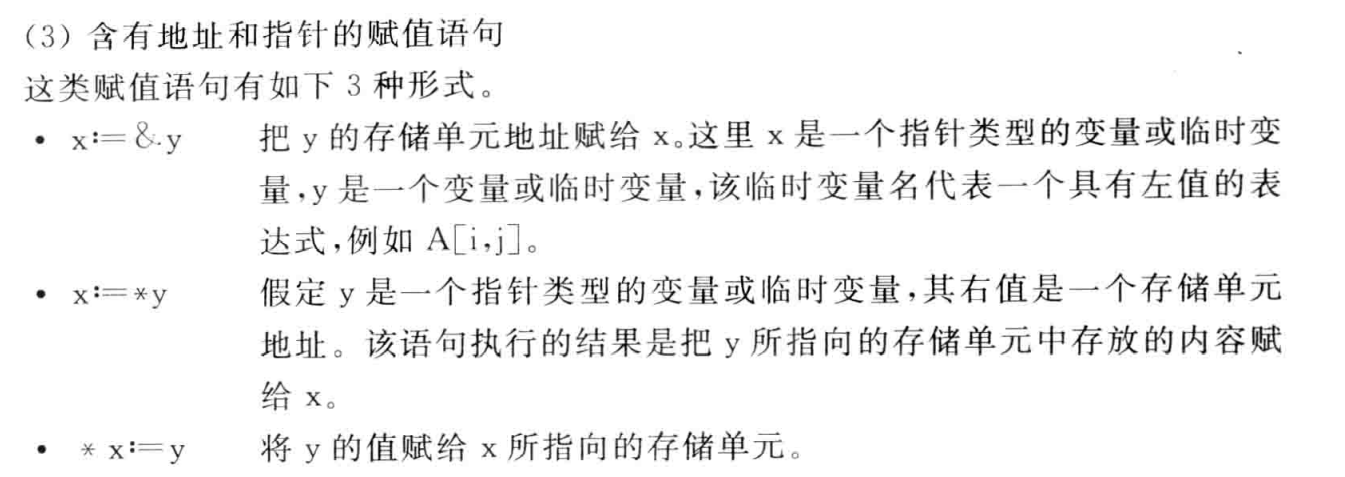 (3) 含有地址和指针的赋值语句
这类赋值语句有如下 3 种形式。
• x:=&y 把 y 的存储单元地址赋给 x。这里 x 是一个指针类型的变量或临时变
量,y 是一个变量或临时变量,该临时变量名代表一个具有左值的表
达式,例如 A[i,j]。
• x:=*y 假定 y 是一个指针类型的变量或临时变量,其右值是一个存储单元
地址。该语句执行的结果是把 y 所指向的存储单元中存放的内容赋
给 x。
• *x:=y 将 y 的值赋给 x 所指向的存储单元。